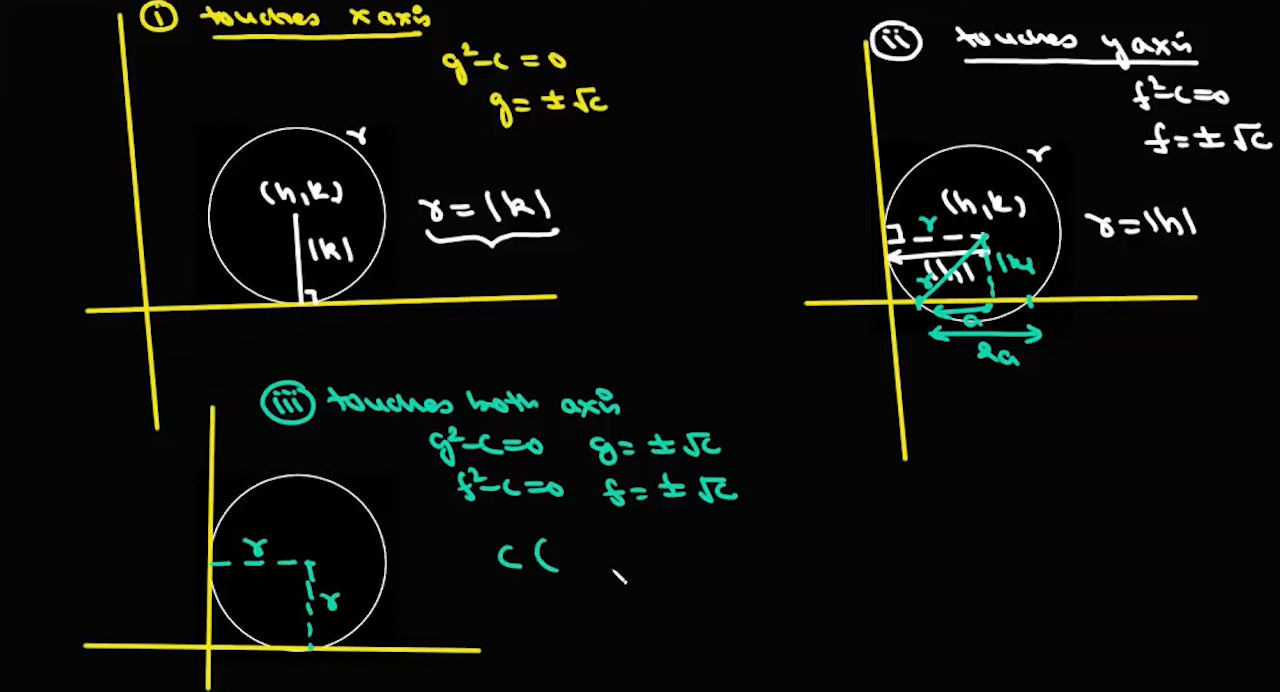 (i) touches x axis
g²-c=0
g=±√c
r
(h,k)
|k|
r=|k|
(ii) touches y axis
f²-c=0
f=±√c
r
(h,k)
r
r=|h|
|h|
|k|
r
a
2a
(iii) touches both axis
g²-c=0 g=±√c
f²-c=0 f=±√c
r
r
C(